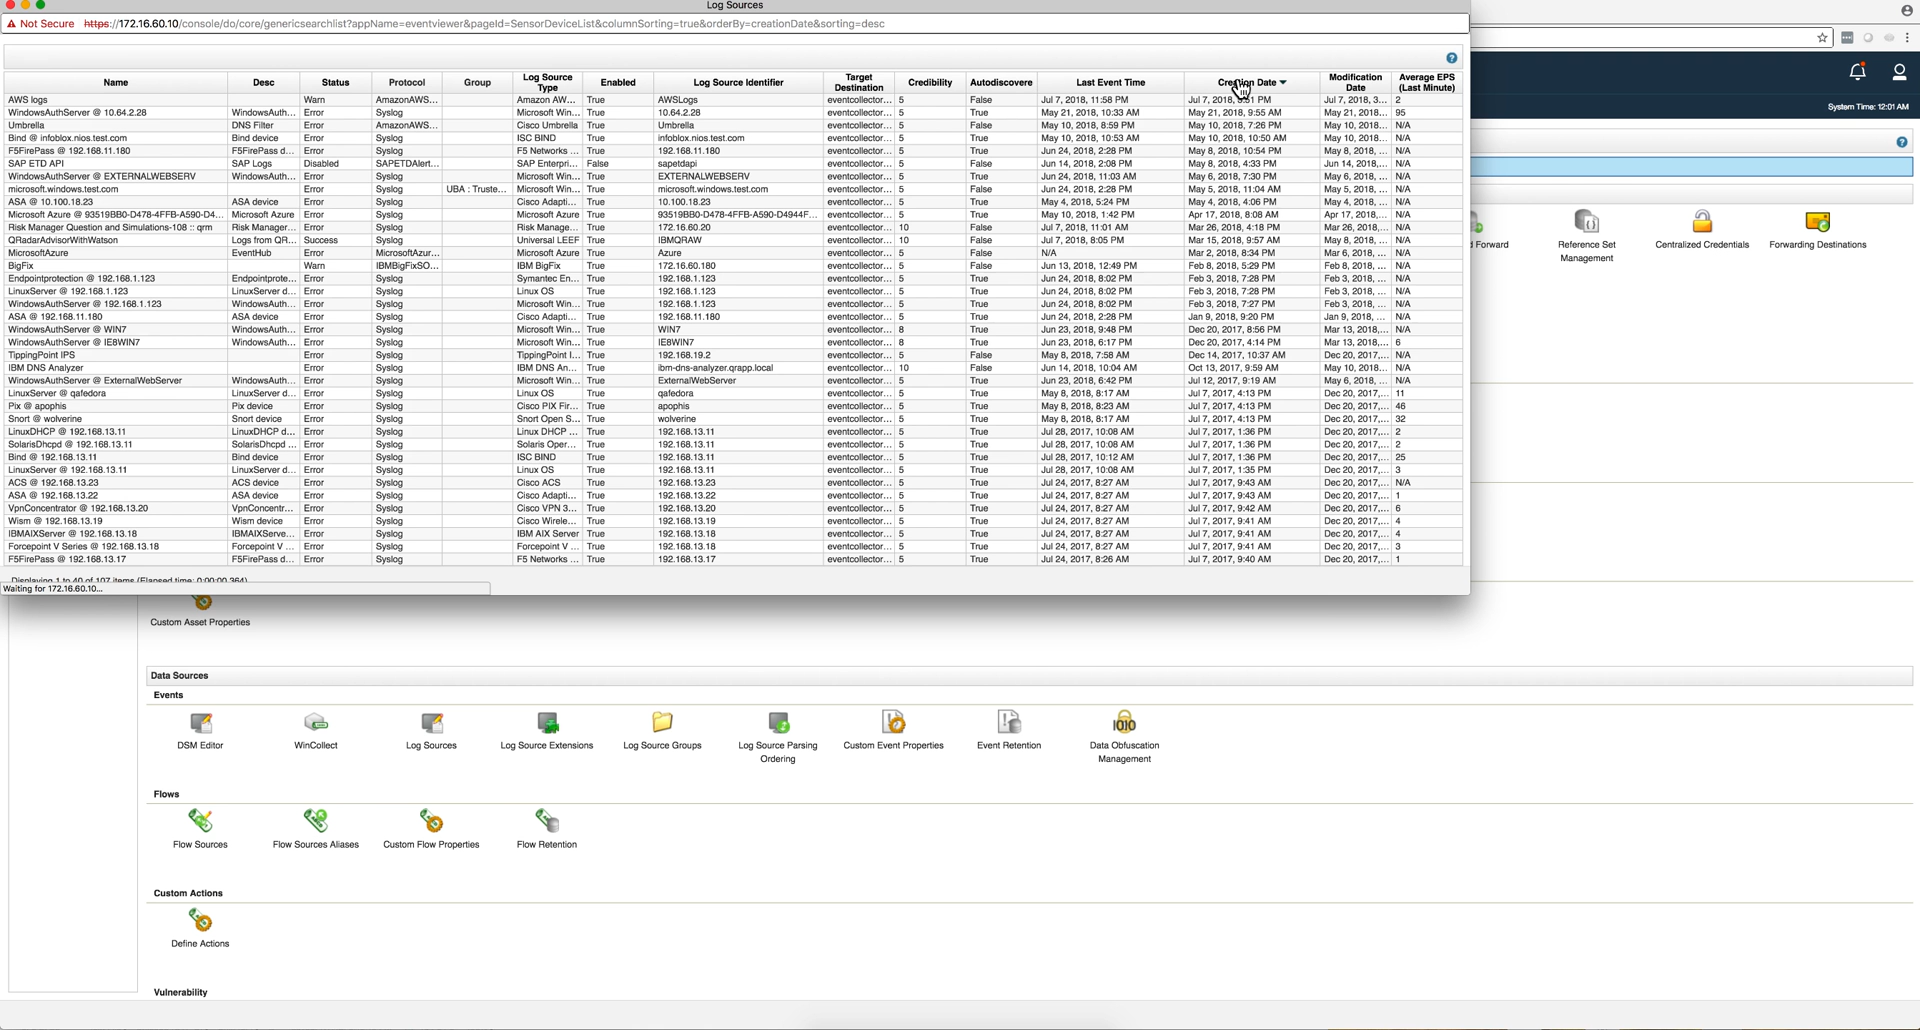 Log Sources
Not Secure https://172.16.60.10/console/do/core/genericsearchlist?appName=eventviewer&pageId=SensorDeviceList&columnSorting=true&orderBy=creationDate&sorting=desc
Name Desc Status Protocol Group Log Source Type Enabled Log Source Identifier Target Destination Credibility Autodiscovere Last Event Time Creation Date Modification Date Average EPS (Last Minute)
AWS logs Warn AmazonAWS... Amazon AW... True AWSLogs eventcollector... 5 False Jul 7, 2018, 11:58 PM Jul 7, 2018, PM Jul 7, 2018, 3... 2
WindowsAuthServer @ 10.64.2.28 WindowsAuth... Error Syslog Microsoft Win... True 10.64.2.28 eventcollector... 5 True May 21, 2018, 10:33 AM May 21, 2018, 9:55 AM May 21, 2018... 95
Umbrella DNS Filter Error AmazonAWS... Cisco Umbrella True Umbrella eventcollector... 5 False May 10, 2018, 8:59 PM May 10, 2018, 7:26 PM May 10, 2018... N/A
Bind @ infoblox.nios.test.com Bind device Error Syslog ISC BIND True infoblox.nios.test.com eventcollector... 5 True May 10, 2018, 10:53 AM May 10, 2018, 10:50 AM May 10, 2018... N/A
F5FirePass @ 192.168.11.180 F5FirePass d... Error Syslog F5 Networks ... True 192.168.11.180 eventcollector... 5 True Jun 24, 2018, 2:28 PM May 8, 2018, 10:54 PM May 8, 2018, ... N/A
SAP ETD API SAP Logs Disabled SAPETDAlert... SAP Enterpri... False sapetdapi eventcollector... 5 False Jun 14, 2018, 2:08 PM May 8, 2018, 4:33 PM Jun 14, 2018,... N/A
WindowsAuthServer @ EXTERNALWEBSERV WindowsAuth... Error Syslog Microsoft Win... True EXTERNALWEBSERV eventcollector... 5 True Jun 24, 2018, 11:03 AM May 6, 2018, 7:30 PM May 6, 2018, ... N/A
microsoft.windows.test.com Error Syslog UBA : Truste... Microsoft Win... True microsoft.windows.test.com eventcollector... 5 False Jun 24, 2018, 2:28 PM May 5, 2018, 11:04 AM May 5, 2018, ... N/A
ASA @ 10.100.18.23 ASA device Error Syslog Cisco Adapti... True 10.100.18.23 eventcollector... 5 True May 4, 2018, 5:24 PM May 4, 2018, 4:06 PM May 4, 2018, ... N/A
Microsoft Azure @ 93519BB0-D478-4FFB-A590-D4... Microsoft Azure Error Syslog Microsoft Azure True 93519BB0-D478-4FFB-A590-D4944F... eventcollector... 5 True May 10, 2018, 1:42 PM Apr 17, 2018, 8:08 AM Apr 17, 2018,... N/A
Risk Manager Question and Simulations-108 :: qrm Risk Manager... Error Syslog Risk Manage... True 172.16.60.20 eventcollector... 10 False Jul 7, 2018, 11:01 AM Mar 26, 2018, 4:18 PM Mar 26, 2018,... N/A
QRadarAdvisorWithWatson Logs from QR... Success Syslog Universal LEEF True IBMQRAW eventcollector... 10 False Jul 7, 2018, 8:05 PM Mar 15, 2018, 9:57 AM May 8, 2018, ... N/A
MicrosoftAzure EventHub Error MicrosoftAzur... Microsoft Azure True Azure eventcollector... 5 False N/A Mar 2, 2018, 8:34 PM Mar 6, 2018, ... N/A
BigFix Warn IBMBigFixSO... IBM BigFix True 172.16.60.180 eventcollector... 5 False Jun 13, 2018, 12:49 PM Feb 8, 2018, 5:29 PM Feb 8, 2018, ... N/A
Endpointprotection @ 192.168.1.123 Endpointprote... Error Syslog Symantec En... True 192.168.1.123 eventcollector... 5 True Jun 24, 2018, 8:02 PM Feb 3, 2018, 7:28 PM Feb 3, 2018, ... N/A
LinuxServer @ 192.168.1.123 LinuxServer d... Error Syslog Linux OS True 192.168.1.123 eventcollector... 5 True Jun 24, 2018, 8:02 PM Feb 3, 2018, 7:28 PM Feb 3, 2018, ... N/A
WindowsAuthServer @ 192.168.1.123 WindowsAuth... Error Syslog Microsoft Win... True 192.168.1.123 eventcollector... 5 True Jun 24, 2018, 8:02 PM Feb 3, 2018, 7:27 PM Feb 3, 2018, ... N/A
ASA @ 192.168.11.180 ASA device Error Syslog Cisco Adapti... True 192.168.11.180 eventcollector... 5 True Jun 24, 2018, 2:28 PM Jan 9, 2018, 9:20 PM Jan 9, 2018, ... N/A
WindowsAuthServer @ WIN7 WindowsAuth... Error Syslog Microsoft Win... True WIN7 eventcollector... 8 True Jun 23, 2018, 9:48 PM Dec 20, 2017, 8:56 PM Mar 13, 2018,... N/A
WindowsAuthServer @ IE8WIN7 WindowsAuth... Error Syslog Microsoft Win... True IE8WIN7 eventcollector... 8 True Jun 23, 2018, 6:17 PM Dec 20, 2017, 4:14 PM Mar 13, 2018,... 6
TippingPoint IPS Error Syslog TippingPoint I... True 192.168.19.2 eventcollector... 5 False May 8, 2018, 7:58 AM Dec 14, 2017, 10:37 AM Dec 20, 2017,... N/A
IBM DNS Analyzer Error Syslog IBM DNS An... True ibm-dns-analyzer.qrapp.local eventcollector... 10 False Jun 14, 2018, 10:04 AM Oct 13, 2017, 9:59 AM May 10, 2018... N/A
WindowsAuthServer @ ExternalWebServer WindowsAuth... Error Syslog Microsoft Win... True ExternalWebServer eventcollector... 5 True Jun 23, 2018, 6:42 PM Jul 12, 2017, 9:19 AM May 6, 2018, ... N/A
LinuxServer @ qafedora LinuxServer d... Error Syslog Linux OS True qafedora eventcollector... 5 True May 8, 2018, 8:17 AM Jul 7, 2017, 4:13 PM Dec 20, 2017,... 11
Pix @ apophis Pix device Error Syslog Cisco PIX Fir... True apophis eventcollector... 5 True May 8, 2018, 8:23 AM Jul 7, 2017, 4:13 PM Dec 20, 2017,... 46
Snort @ wolverine Snort device Error Syslog Snort Open S... True wolverine eventcollector... 5 True May 8, 2018, 8:17 AM Jul 7, 2017, 4:13 PM Dec 20, 2017,... 32
LinuxDHCP @ 192.168.13.11 LinuxDHCP d... Error Syslog Linux DHCP ... True 192.168.13.11 eventcollector... 5 True Jul 28, 2017, 10:08 AM Jul 7, 2017, 1:36 PM Dec 20, 2017,... 2
SolarisDhcpd @ 192.168.13.11 SolarisDhcpd ... Error Syslog Solaris Oper... True 192.168.13.11 eventcollector... 5 True Jul 28, 2017, 10:08 AM Jul 7, 2017, 1:36 PM Dec 20, 2017,... 2
Bind @ 192.168.13.11 Bind device Error Syslog ISC BIND True 192.168.13.11 eventcollector... 5 True Jul 28, 2017, 10:12 AM Jul 7, 2017, 1:36 PM Dec 20, 2017,... 25
LinuxServer @ 192.168.13.11 LinuxServer d... Error Syslog Linux OS True 192.168.13.11 eventcollector... 5 True Jul 28, 2017, 10:08 AM Jul 7, 2017, 1:35 PM Dec 20, 2017,... 3
ACS @ 192.168.13.23 ACS device Error Syslog Cisco ACS True 192.168.13.23 eventcollector... 5 True Jul 24, 2017, 8:27 AM Jul 7, 2017, 9:43 AM Dec 20, 2017,... N/A
ASA @ 192.168.13.22 ASA device Error Syslog Cisco Adapti... True 192.168.13.22 eventcollector... 5 True Jul 24, 2017, 8:27 AM Jul 7, 2017, 9:43 AM Dec 20, 2017,... 1
VpnConcentrator @ 192.168.13.20 VpnConcentr... Error Syslog Cisco VPN 3... True 192.168.13.20 eventcollector... 5 True Jul 24, 2017, 8:27 AM Jul 7, 2017, 9:42 AM Dec 20, 2017,... 6
Wism @ 192.168.13.19 Wism device Error Syslog Cisco Wirele... True 192.168.13.19 eventcollector... 5 True Jul 24, 2017, 8:27 AM Jul 7, 2017, 9:41 AM Dec 20, 2017,... 4
IBMAIXServer @ 192.168.13.18 IBMAIXServe... Error Syslog IBM AIX Server True 192.168.13.18 eventcollector... 5 True Jul 24, 2017, 8:27 AM Jul 7, 2017, 9:41 AM Dec 20, 2017,... 4
Forcepoint V Series @ 192.168.13.18 Forcepoint V ... Error Syslog Forcepoint V ... True 192.168.13.18 eventcollector... 5 True Jul 24, 2017, 8:27 AM Jul 7, 2017, 9:41 AM Dec 20, 2017,... 3
F5FirePass @ 192.168.13.17 F5FirePass d... Error Syslog F5 Networks ... True 192.168.13.17 eventcollector... 5 True Jul 24, 2017, 8:26 AM Jul 7, 2017, 9:40 AM Dec 20, 2017,... 1
Displaying 1 to 40 of 107 items (Elapsed time: 0:00:00.364)
Waiting for 172.16.60.10...
System Time: 12:01 AM
d Forward
Reference Set Management
Centralized Credentials
Forwarding Destinations
Custom Asset Properties
Data Sources
Events
DSM Editor
WinCollect
Log Sources
Log Source Extensions
Log Source Groups
Log Source Parsing Ordering
Custom Event Properties
Event Retention
Data Obfuscation Management
Flows
Flow Sources
Flow Sources Aliases
Custom Flow Properties
Flow Retention
Custom Actions
Define Actions
Vulnerability